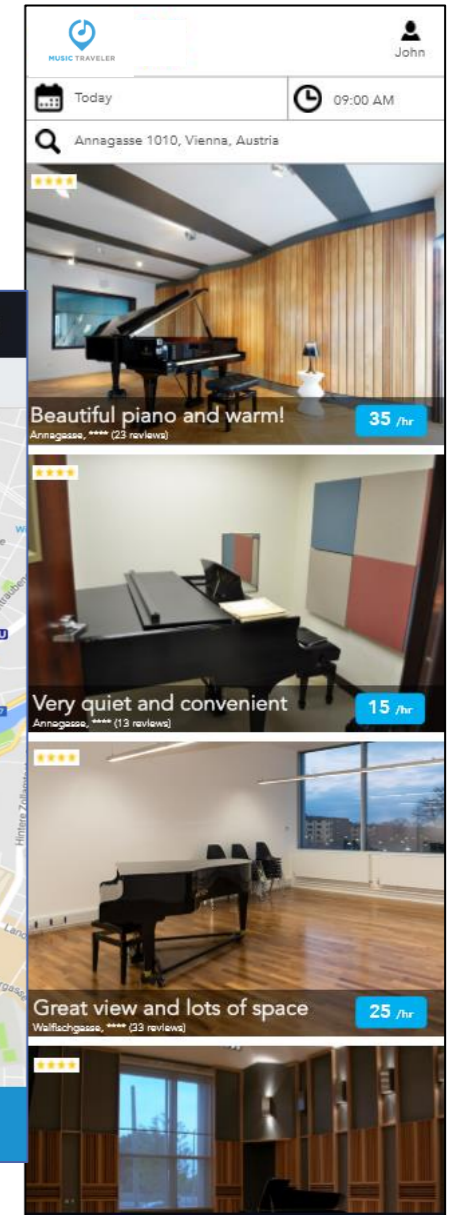 MUSIC TRAVELER
John
Today
09:00 AM
Annagasse 1010, Vienna, Austria
Beautiful piano and warm!
35 /hr
Annagasse, **** (23 reviews)
Very quiet and convenient
15 /hr
Annagasse, **** (13 reviews)
Great view and lots of space
25 /hr
Walfischgasse, **** (33 reviews)
Hintere Zollamtsst
U